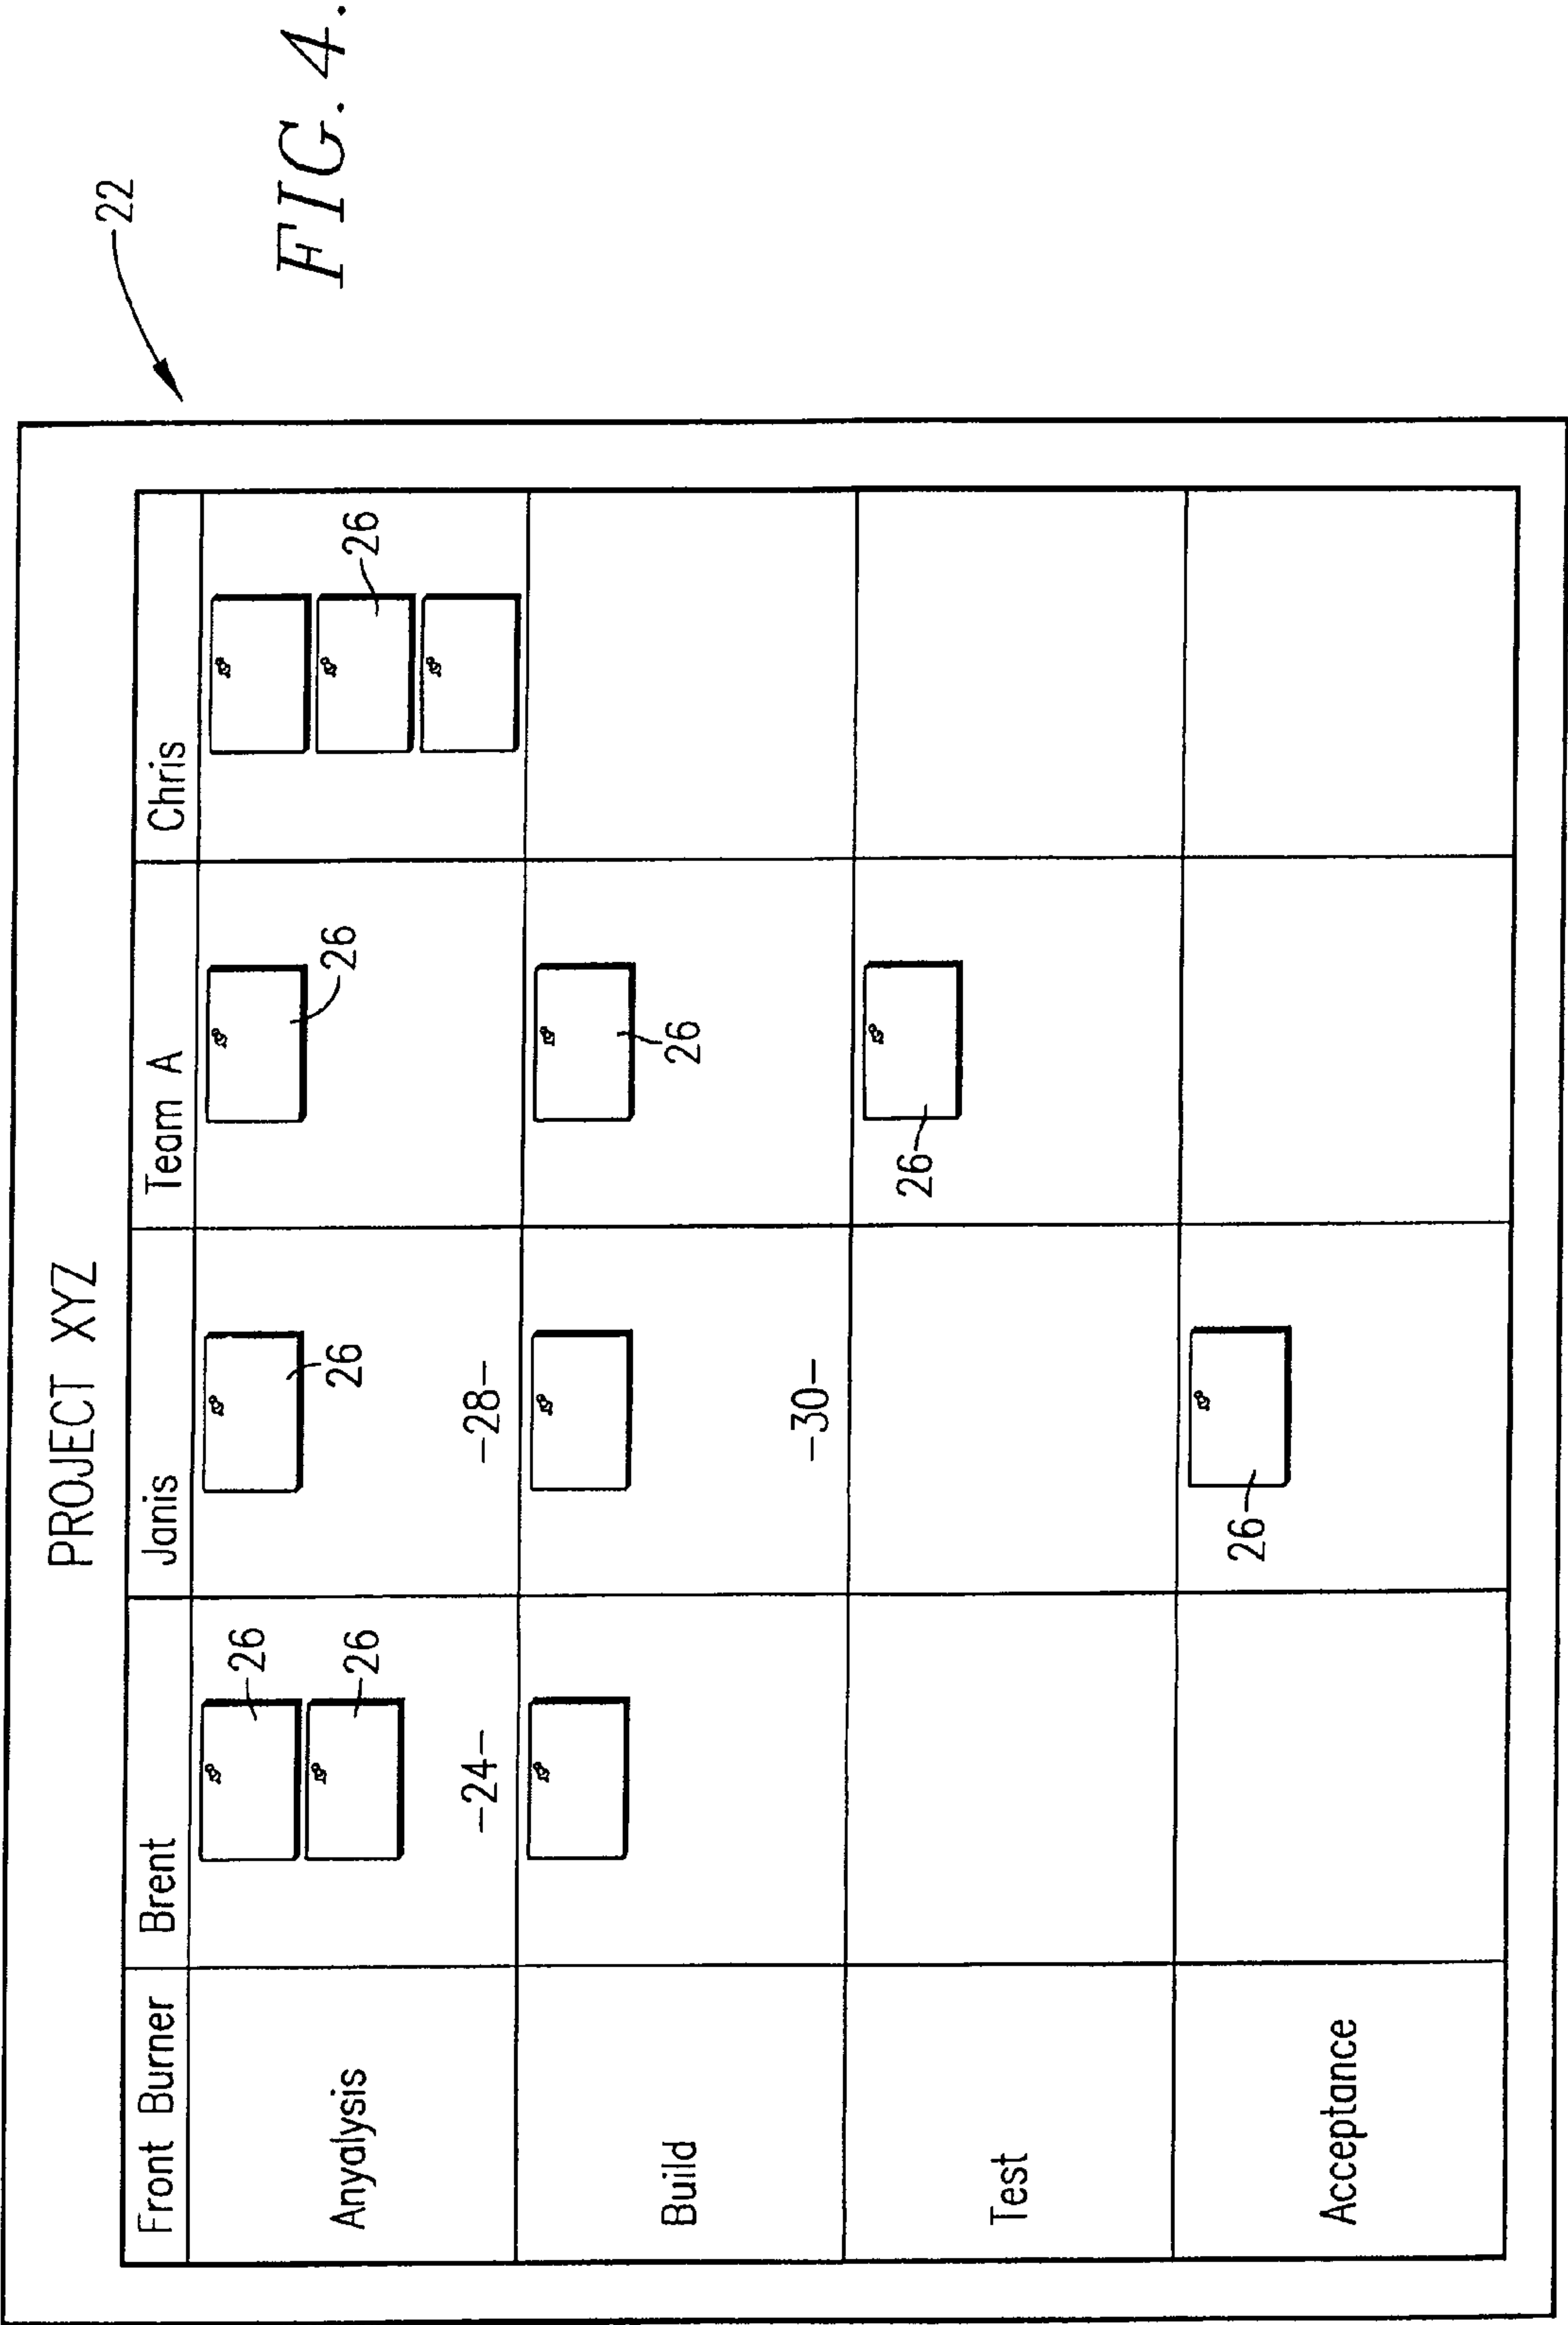 PROJECT XYZ
22
Front Burner Brent Janis Team A Chris
Anyalysis 26 26 26 26
26
-24- -28-
Build 26
-30-
Test 26
Acceptance 26
FIG. 4.